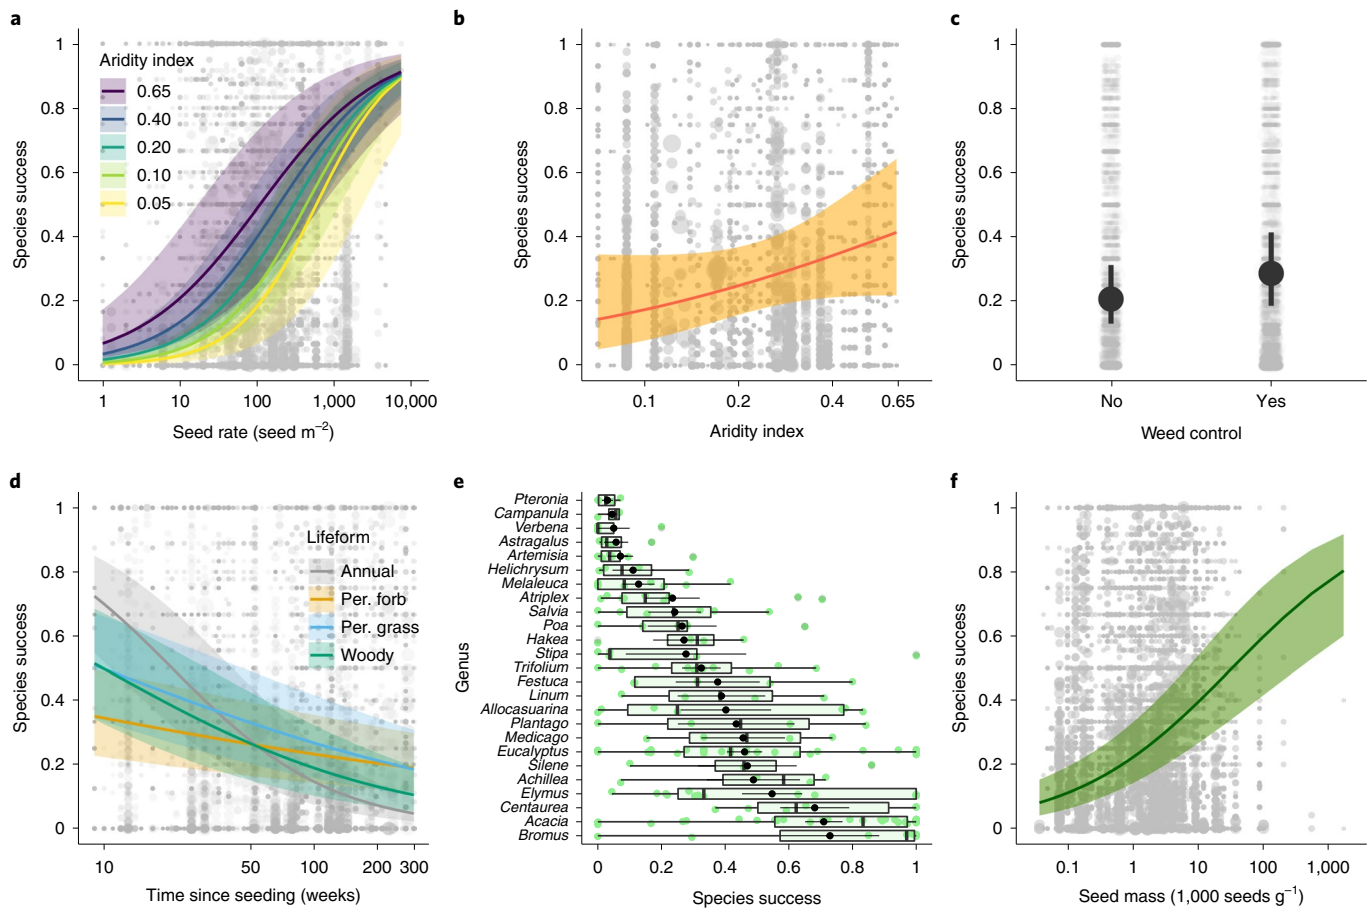 a
Species success
1
0.8
0.6
0.4
0.2
0
Aridity index
0.65
0.40
0.20
0.10
0.05
1
10
100
1,000
10,000
Seed rate (seed m⁻²)
b
Species success
1
0.8
0.6
0.4
0.2
0
0.1
0.2
0.4
0.65
Aridity index
c
Species success
1
0.8
0.6
0.4
0.2
0
No
Yes
Weed control
d
Species success
1
0.8
0.6
0.4
0.2
0
Lifeform
Annual
Per. forb
Per. grass
Woody
10
50
100
200
300
Time since seeding (weeks)
e
Genus
Pteronia
Campanula
Verbena
Astragalus
Artemisia
Helichrysum
Melaleuca
Atriplex
Salvia
Poa
Hakea
Stipa
Trifolium
Festuca
Linum
Allocasuarina
Plantago
Medicago
Eucalyptus
Silene
Achillea
Elymus
Centaurea
Acacia
Bromus
0
0.2
0.4
0.6
0.8
1
Species success
f
Species success
1
0.8
0.6
0.4
0.2
0
0.1
1
10
100
1,000
Seed mass (1,000 seeds g⁻¹)